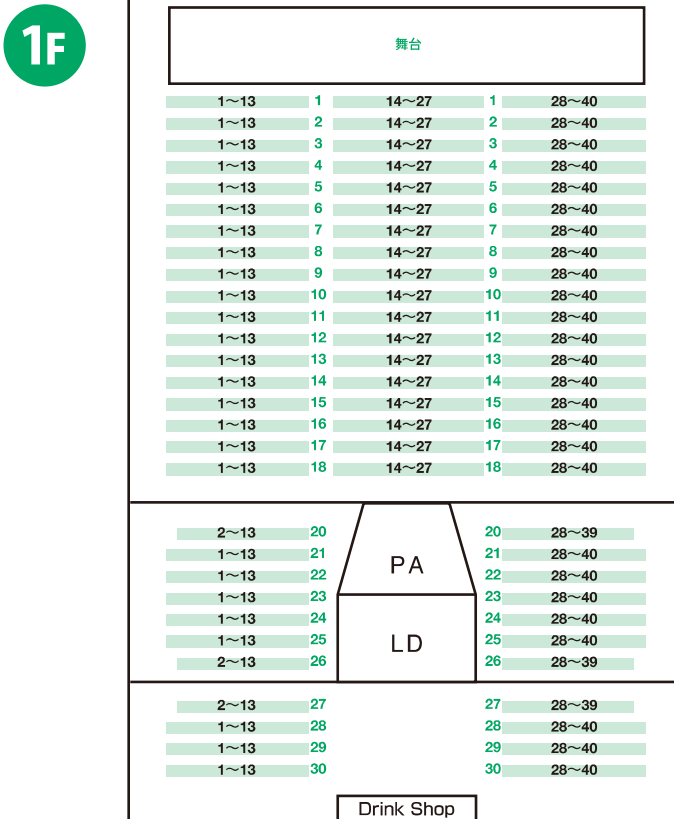 1F
舞台
1〜13 1 14〜27 1 28〜40
1〜13 2 14〜27 2 28〜40
1〜13 3 14〜27 3 28〜40
1〜13 4 14〜27 4 28〜40
1〜13 5 14〜27 5 28〜40
1〜13 6 14〜27 6 28〜40
1〜13 7 14〜27 7 28〜40
1〜13 8 14〜27 8 28〜40
1〜13 9 14〜27 9 28〜40
1〜13 10 14〜27 10 28〜40
1〜13 11 14〜27 11 28〜40
1〜13 12 14〜27 12 28〜40
1〜13 13 14〜27 13 28〜40
1〜13 14 14〜27 14 28〜40
1〜13 15 14〜27 15 28〜40
1〜13 16 14〜27 16 28〜40
1〜13 17 14〜27 17 28〜40
1〜13 18 14〜27 18 28〜40
2〜13 20 20 28〜39
1〜13 21 21 28〜40
PA
1〜13 22 22 28〜40
1〜13 23 23 28〜40
1〜13 24 24 28〜40
1〜13 25 25 28〜40
LD
2〜13 26 26 28〜39
2〜13 27 27 28〜39
1〜13 28 28 28〜40
1〜13 29 29 28〜40
1〜13 30 30 28〜40
Drink Shop